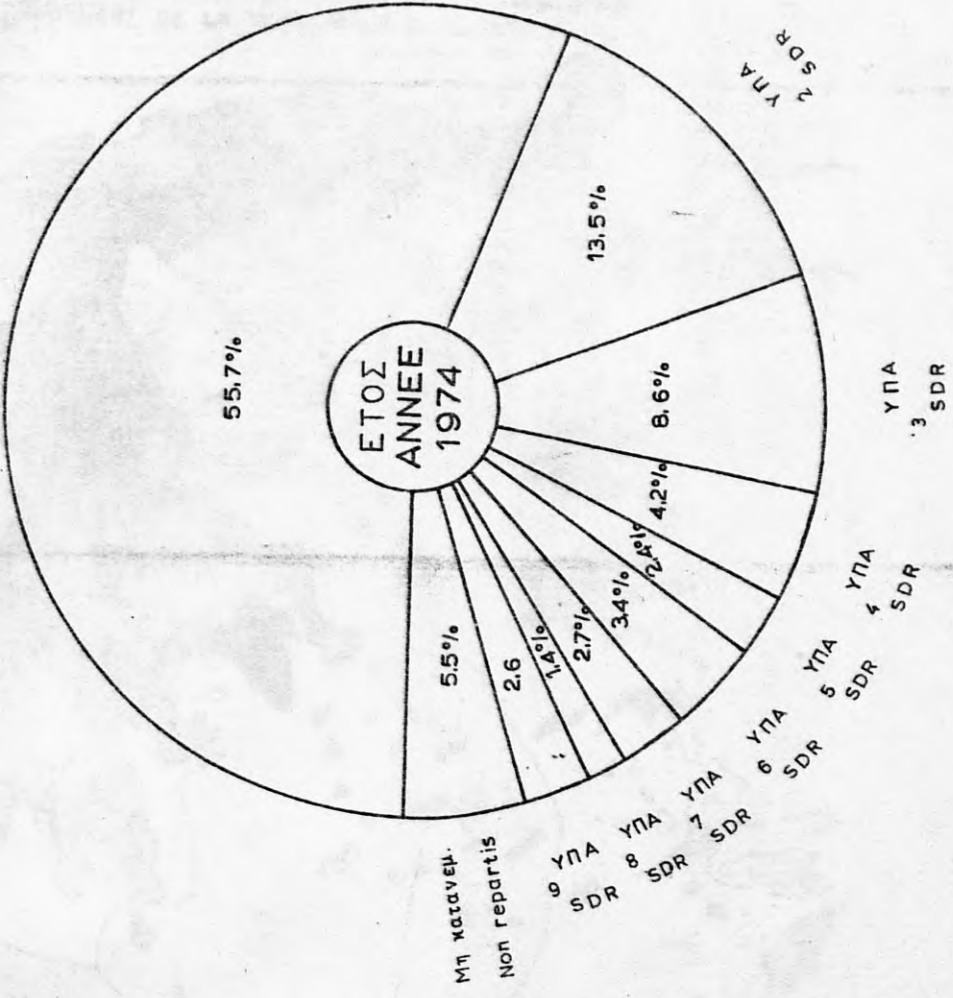 55.7%
ΕΤΟΣ
ANNEE
1974
13.5%
8.6%
4.2%
2.4%
3.4%
2.7%
1.4%
2.6
5.5%
ΥΠΑ
2 SDR
ΥΠΑ
3
SDR
ΥΠΑ
4
SDR
ΥΠΑ
5
SDR
ΥΠΑ
6
SDR
ΥΠΑ
7
SDR
ΥΠΑ
8
SDR
ΥΠΑ
9
SDR
Μη κατανεμ.
Non repartis